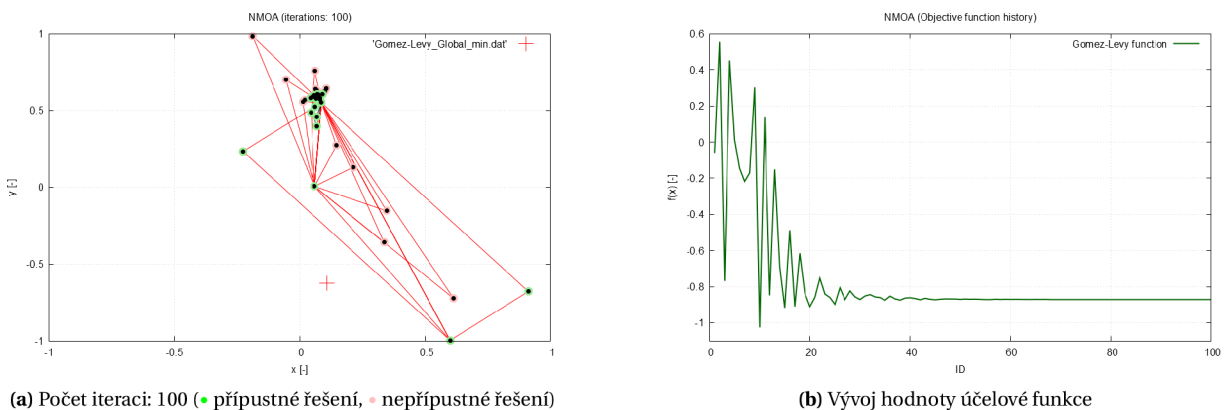 NMOA (iterations: 100)
'Gomez-Levy_Global_min.dat'
1
0.5
0
-0.5
-1
y [-]
-1
-0.5
0
0.5
1
x [-]
(a) Počet iteraci: 100 (• přípustné řešení, • nepřípustné řešení)
NMOA (Objective function history)
Gomez-Levy function
0.6
0.4
0.2
0
-0.2
-0.4
-0.6
-0.8
-1
f(x) [-]
0
20
40
60
80
100
ID
(b) Vývoj hodnoty účelové funkce